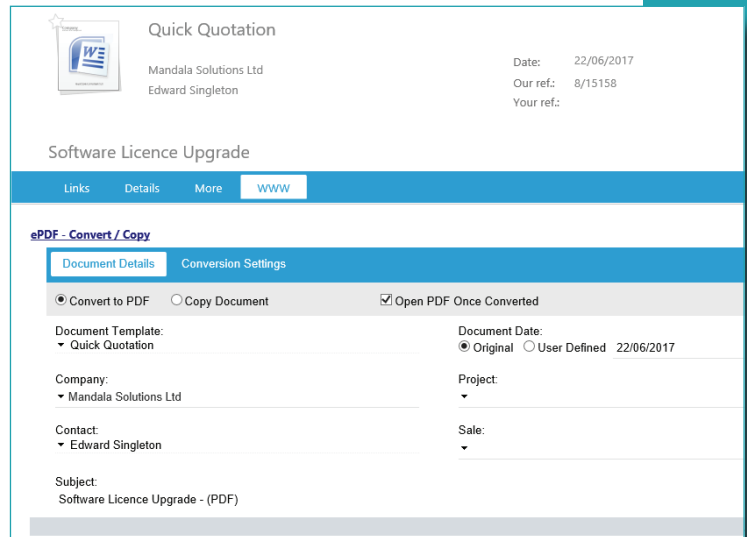 Quick Quotation
Mandala Solutions Ltd
Edward Singleton
Date: 22/06/2017
Our ref.: 8/15158
Your ref.:
Software Licence Upgrade
Links Details More WWW
ePDF - Convert / Copy
Document Details Conversion Settings
Convert to PDF Copy Document Open PDF Once Converted
Document Template: Document Date:
Quick Quotation Original User Defined 22/06/2017
Company: Project:
Mandala Solutions Ltd
Contact: Sale:
Edward Singleton
Subject:
Software Licence Upgrade - (PDF)